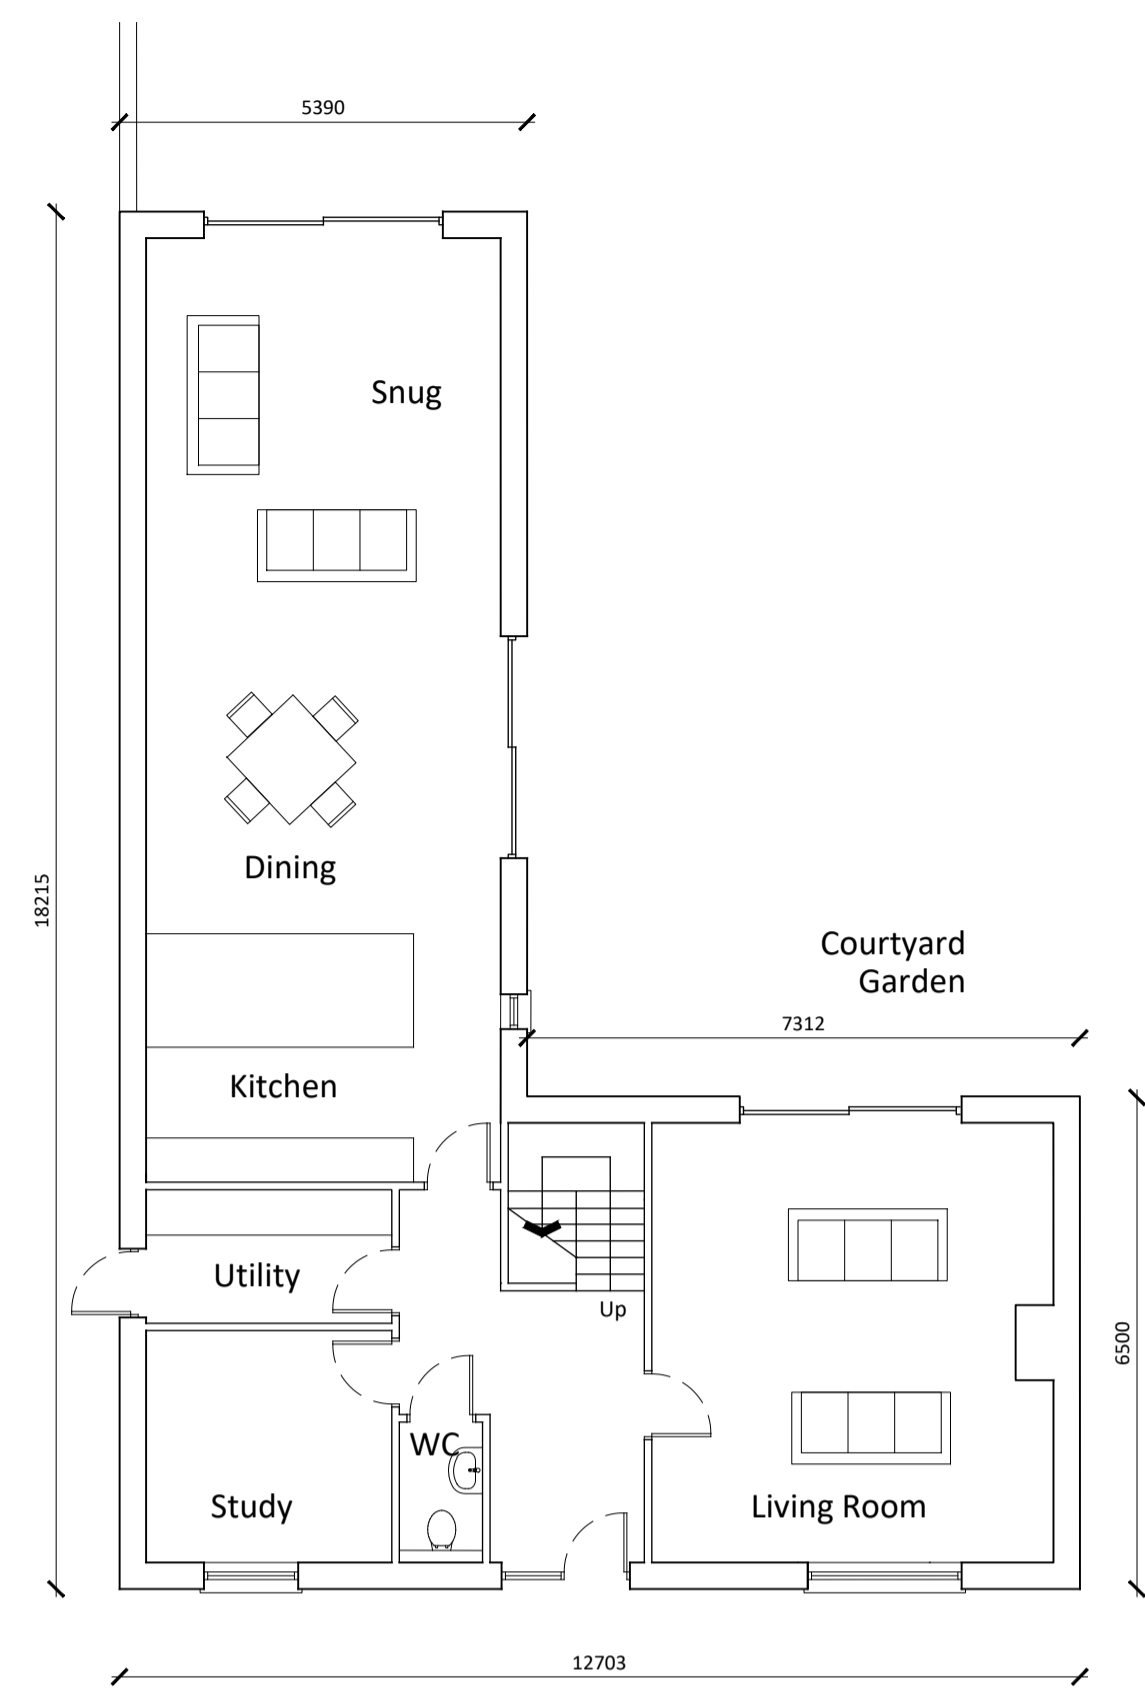 5390
Snug
18215
Dining
Courtyard
Garden
7312
Kitchen
Utility
Up
6500
WC
Study
Living Room
12703